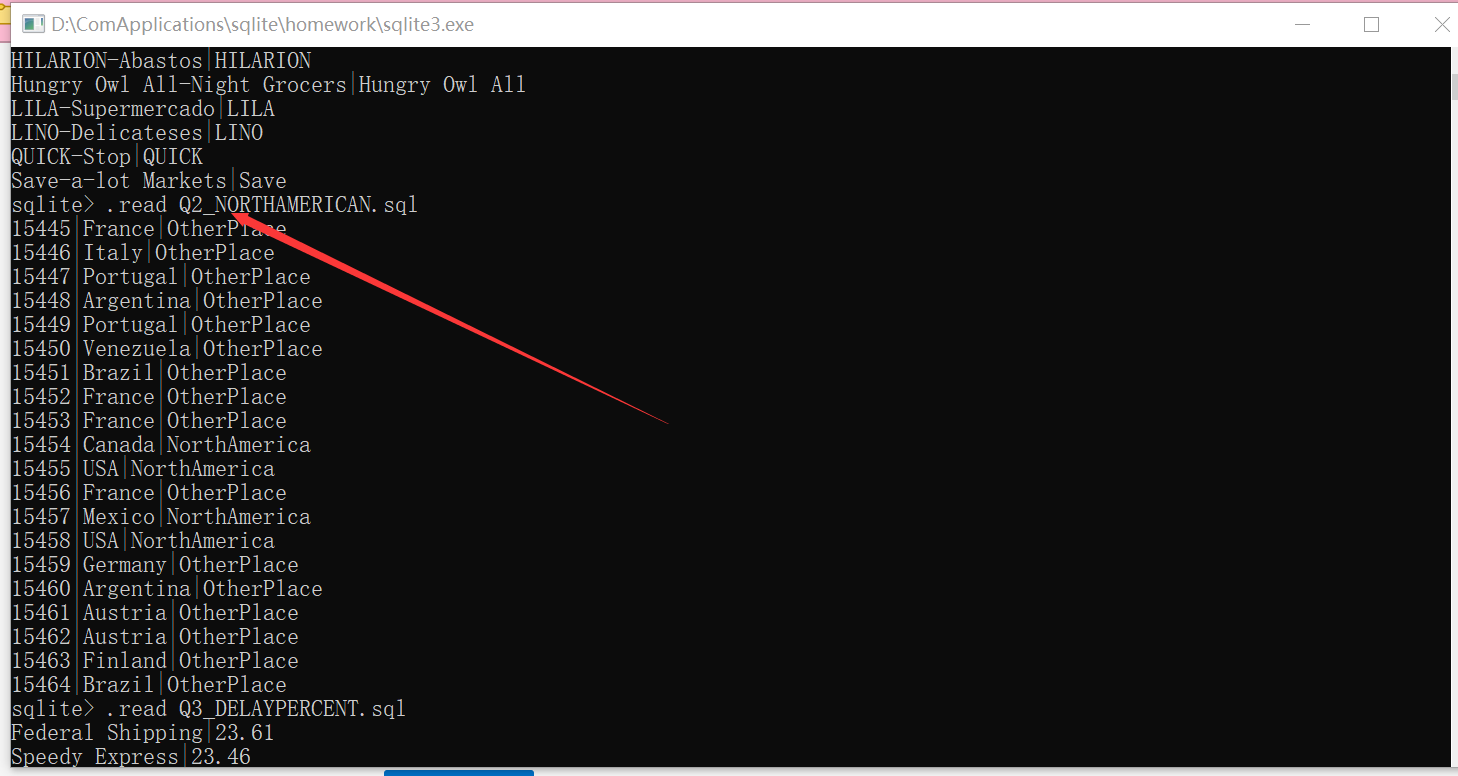 D:\ComApplications\sqlite\homework\sqlite3.exe
HILARION-Abastos|HILARION
Hungry Owl All-Night Grocers|Hungry Owl All
LILA-Supermercado|LILA
LINO-Delicateses|LINO
QUICK-Stop|QUICK
Save-a-lot Markets|Save
sqlite> .read Q2_NORTHAMERICAN.sql
15445|France|OtherPlace
15446|Italy|OtherPlace
15447|Portugal|OtherPlace
15448|Argentina|OtherPlace
15449|Portugal|OtherPlace
15450|Venezuela|OtherPlace
15451|Brazil|OtherPlace
15452|France|OtherPlace
15453|France|OtherPlace
15454|Canada|NorthAmerica
15455|USA|NorthAmerica
15456|France|OtherPlace
15457|Mexico|NorthAmerica
15458|USA|NorthAmerica
15459|Germany|OtherPlace
15460|Argentina|OtherPlace
15461|Austria|OtherPlace
15462|Austria|OtherPlace
15463|Finland|OtherPlace
15464|Brazil|OtherPlace
sqlite> .read Q3_DELAYPERCENT.sql
Federal Shipping|23.61
Speedy Express|23.46